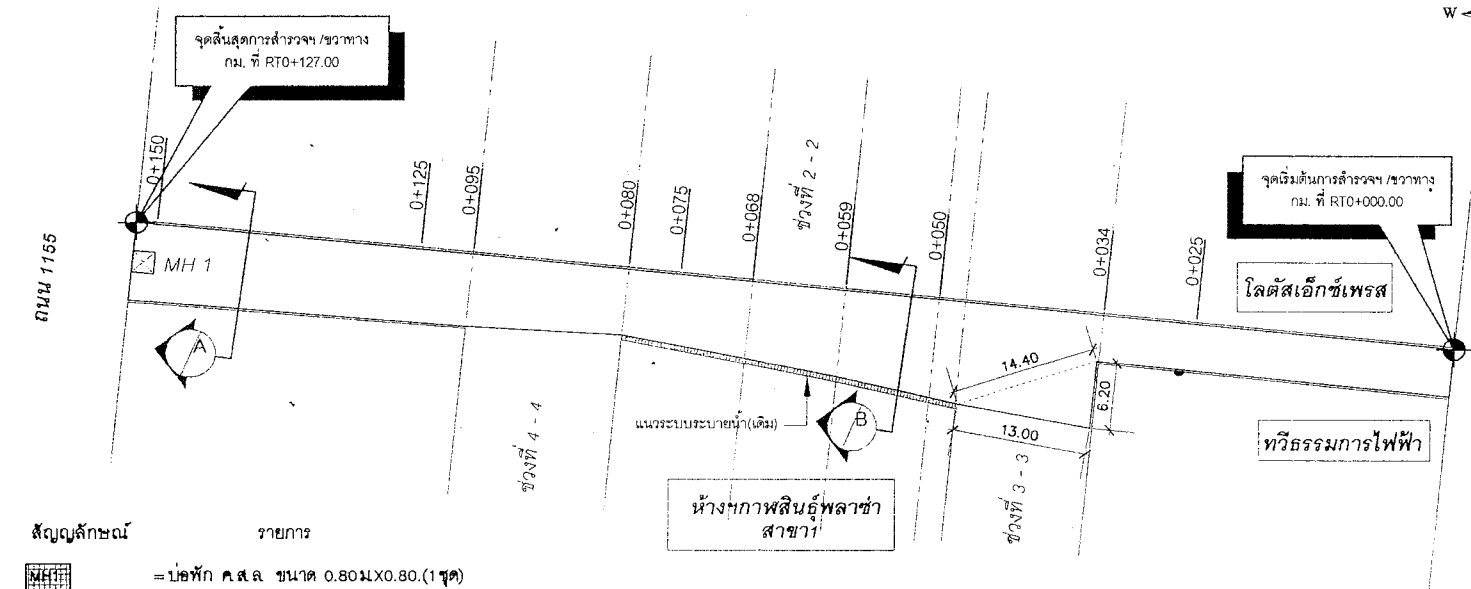 W
จุดสิ้นสุดการสำรวจฯ/ขวาทาง
กม. ที่ RT0+127.00
0+150
0+125
0+095
0+080
0+075
0+068
ช่วงที่ 2 - 2
0+059
0+050
0+034
0+025
จุดเริ่มต้นการสำรวจฯ/ขวาทาง
กม. ที่ RT0+000.00
ถนน 1155
MH 1
โลตัสเอ็กซ์เพรส
A
14.40
6.20
แนวระบบระบายน้ำ(เดิม)
B
13.00
ทวีธรรมการไฟฟ้า
ช่วงที่ 4 - 4
ห้างฯกาฬสินธุ์พลาซ่า
สาขา1
ช่วงที่ 3 - 3
สัญญลักษณ์ รายการ
MH1 =บ่อพัก ค.ส.ล. ขนาด 0.80ม.X0.80.(1ชุด)